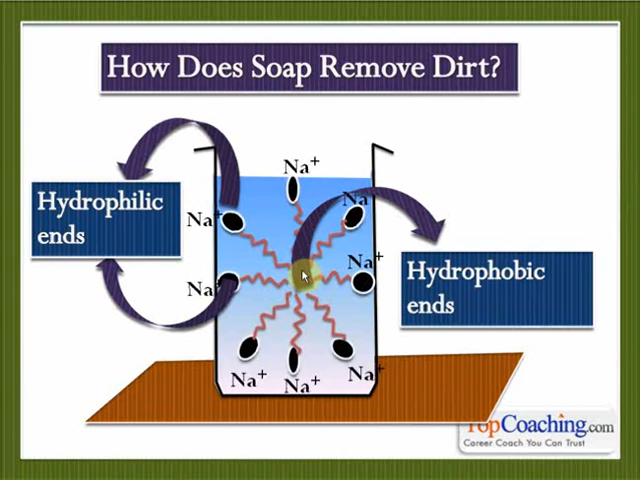 How Does Soap Remove Dirt?
Na⁺
Na
Hydrophilic
ends
Na⁺
Na⁺
Hydrophobic
ends
Na⁺
Na⁺
Na⁺
Na⁺
TopCoaching.com
Career Coach You Can Trust